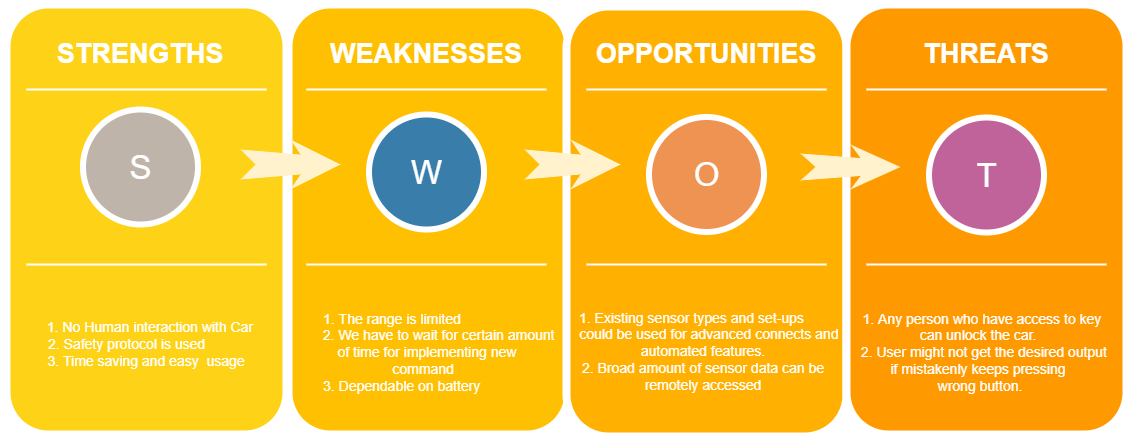 STRENGTHS
S
1. No Human interaction with Car
2. Safety protocol is used
3. Time saving and easy usage
WEAKNESSES
W
1. The range is limited
2. We have to wait for certain amount
of time for implementing new
command
3. Dependable on battery
OPPORTUNITIES
O
1. Existing sensor types and set-ups
could be used for advanced connects and
automated features.
2. Broad amount of sensor data can be
remotely accessed
THREATS
T
1. Any person who have access to key
can unlock the car.
2. User might not get the desired output
if mistakenly keeps pressing
wrong button.